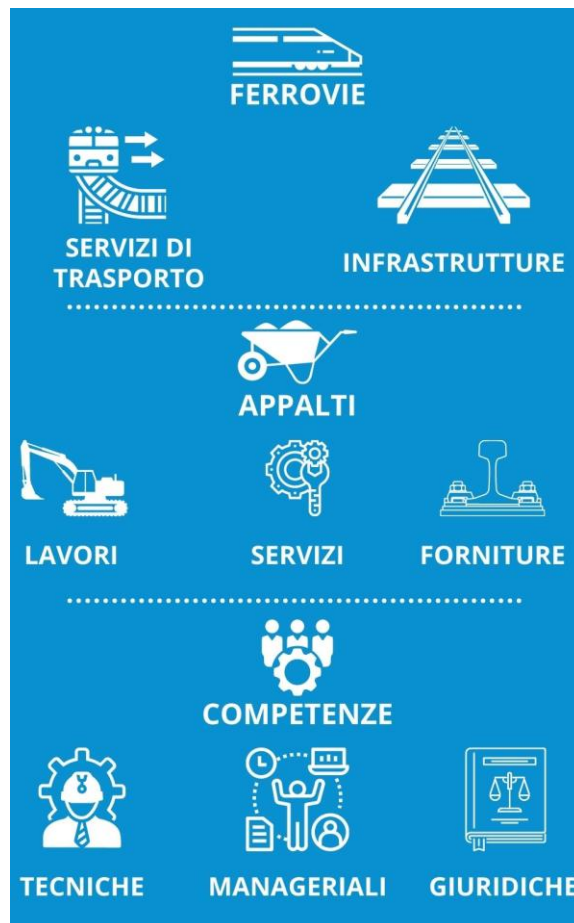 FERROVIE
SERVIZI DI
TRASPORTO
INFRASTRUTTURE
APPALTI
LAVORI
SERVIZI
FORNITURE
COMPETENZE
TECNICHE
MANAGERIALI
GIURIDICHE